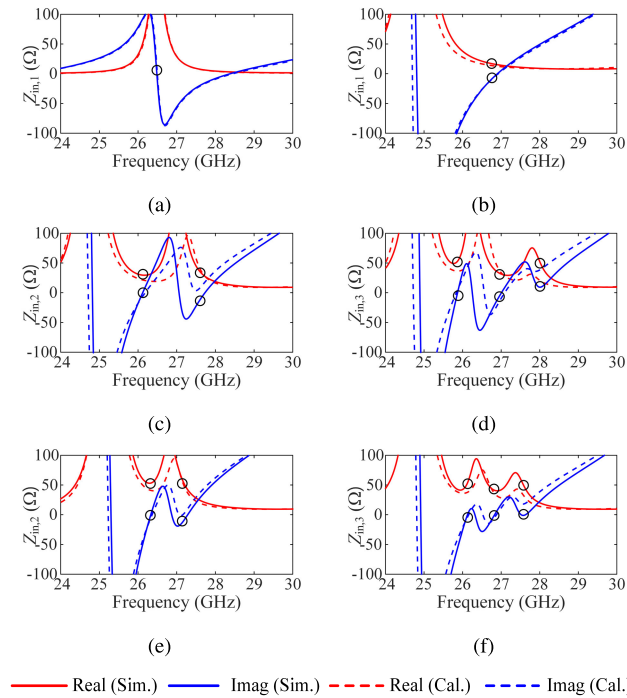 100
50
0
-50
-100
Zin,1 (Ω)
24 25 26 27 28 29 30
Frequency (GHz)
(a)
100
50
0
-50
-100
Zin,1 (Ω)
24 25 26 27 28 29 30
Frequency (GHz)
(b)
100
50
0
-50
-100
Zin,2 (Ω)
24 25 26 27 28 29 30
Frequency (GHz)
(c)
100
50
0
-50
-100
Zin,3 (Ω)
24 25 26 27 28 29 30
Frequency (GHz)
(d)
100
50
0
-50
-100
Zin,2 (Ω)
24 25 26 27 28 29 30
Frequency (GHz)
(e)
100
50
0
-50
-100
Zin,3 (Ω)
24 25 26 27 28 29 30
Frequency (GHz)
(f)
Real (Sim.) Imag (Sim.) Real (Cal.) Imag (Cal.